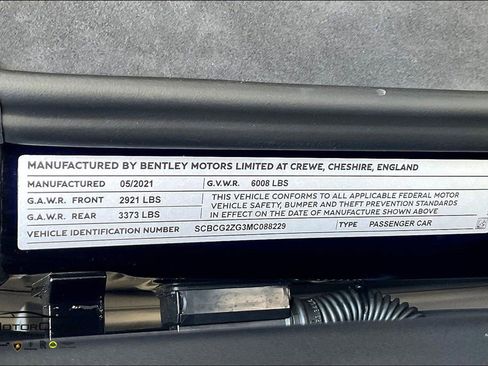 MANUFACTURED BY BENTLEY MOTORS LIMITED AT CREWE, CHESHIRE, ENGLAND
MANUFACTURED 05/2021 G.V.W.R. 6008 LBS
G.A.W.R. FRONT 2921 LBS
G.A.W.R. REAR 3373 LBS
THIS VEHICLE CONFORMS TO ALL APPLICABLE FEDERAL MOTOR
VEHICLE SAFETY, BUMPER AND THEFT PREVENTION STANDARDS
IN EFFECT ON THE DATE OF MANUFACTURE SHOWN ABOVE
VEHICLE IDENTIFICATION NUMBER SCBCG2ZG3MC088229 TYPE PASSENGER CAR